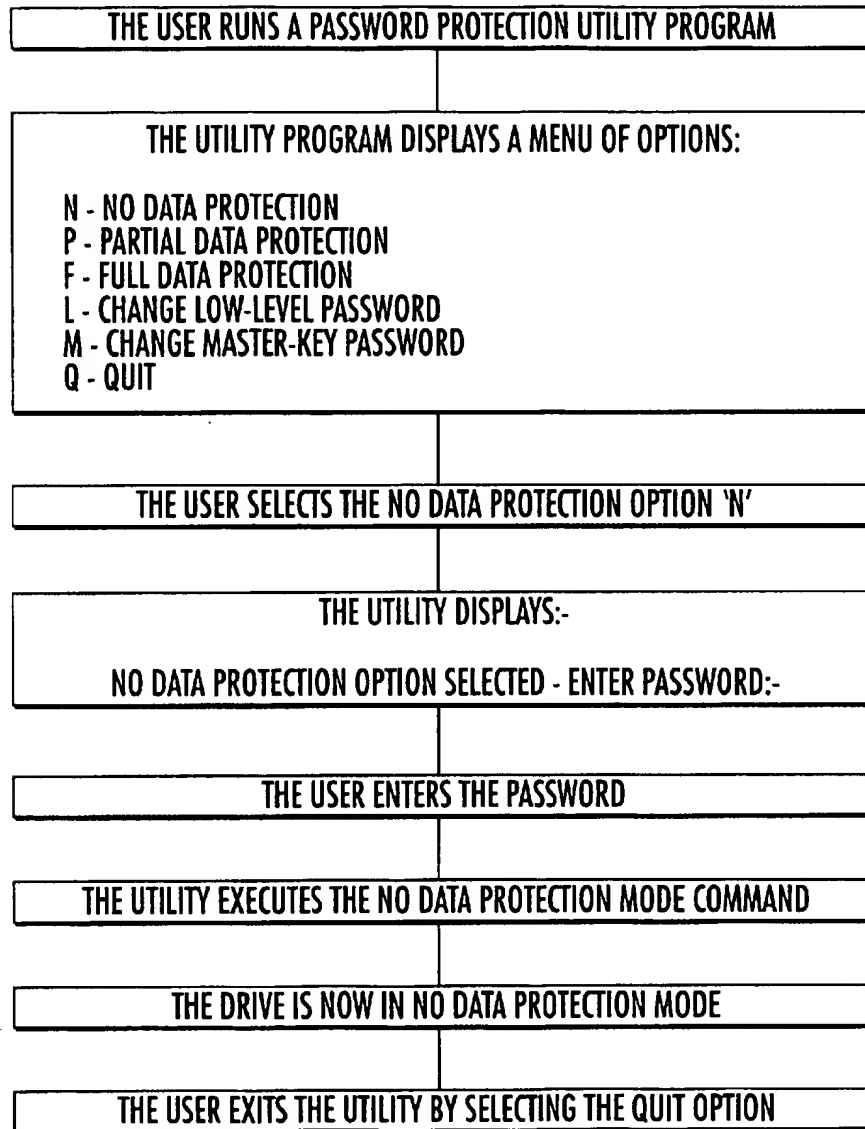 THE USER RUNS A PASSWORD PROTECTION UTILITY PROGRAM
THE UTILITY PROGRAM DISPLAYS A MENU OF OPTIONS:
N - NO DATA PROTECTION
P - PARTIAL DATA PROTECTION
F - FULL DATA PROTECTION
L - CHANGE LOW-LEVEL PASSWORD
M - CHANGE MASTER-KEY PASSWORD
Q - QUIT
THE USER SELECTS THE NO DATA PROTECTION OPTION 'N'
THE UTILITY DISPLAYS:-
NO DATA PROTECTION OPTION SELECTED - ENTER PASSWORD:-
THE USER ENTERS THE PASSWORD
THE UTILITY EXECUTES THE NO DATA PROTECTION MODE COMMAND
THE DRIVE IS NOW IN NO DATA PROTECTION MODE
THE USER EXITS THE UTILITY BY SELECTING THE QUIT OPTION